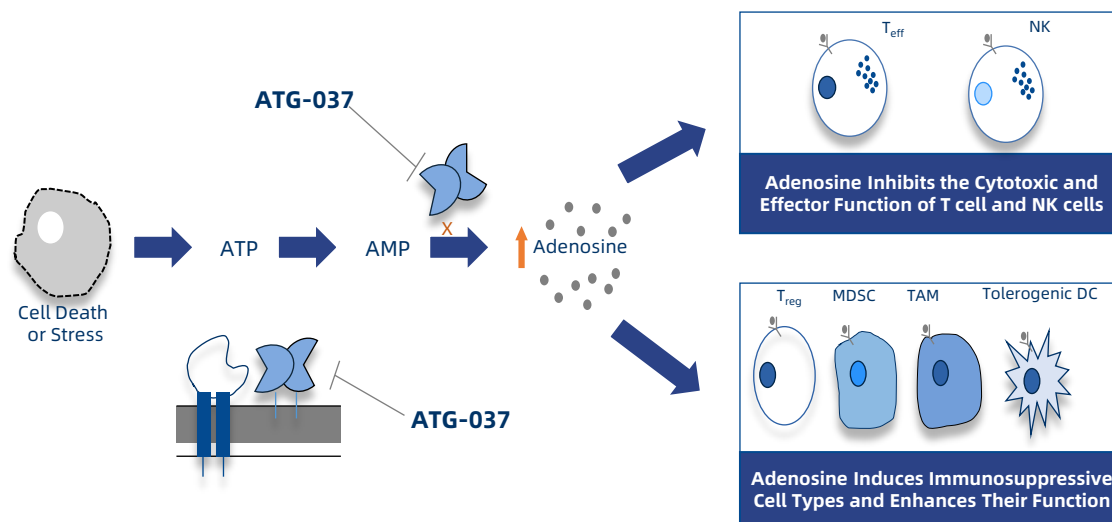 ATG-037
Cell Death
or Stress
ATP
AMP
X
Adenosine
ATG-037
Teff
NK
Adenosine Inhibits the Cytotoxic and
Effector Function of T cell and NK cells
Treg
MDSC
TAM
Tolerogenic DC
Adenosine Induces Immunosuppressive
Cell Types and Enhances Their Function